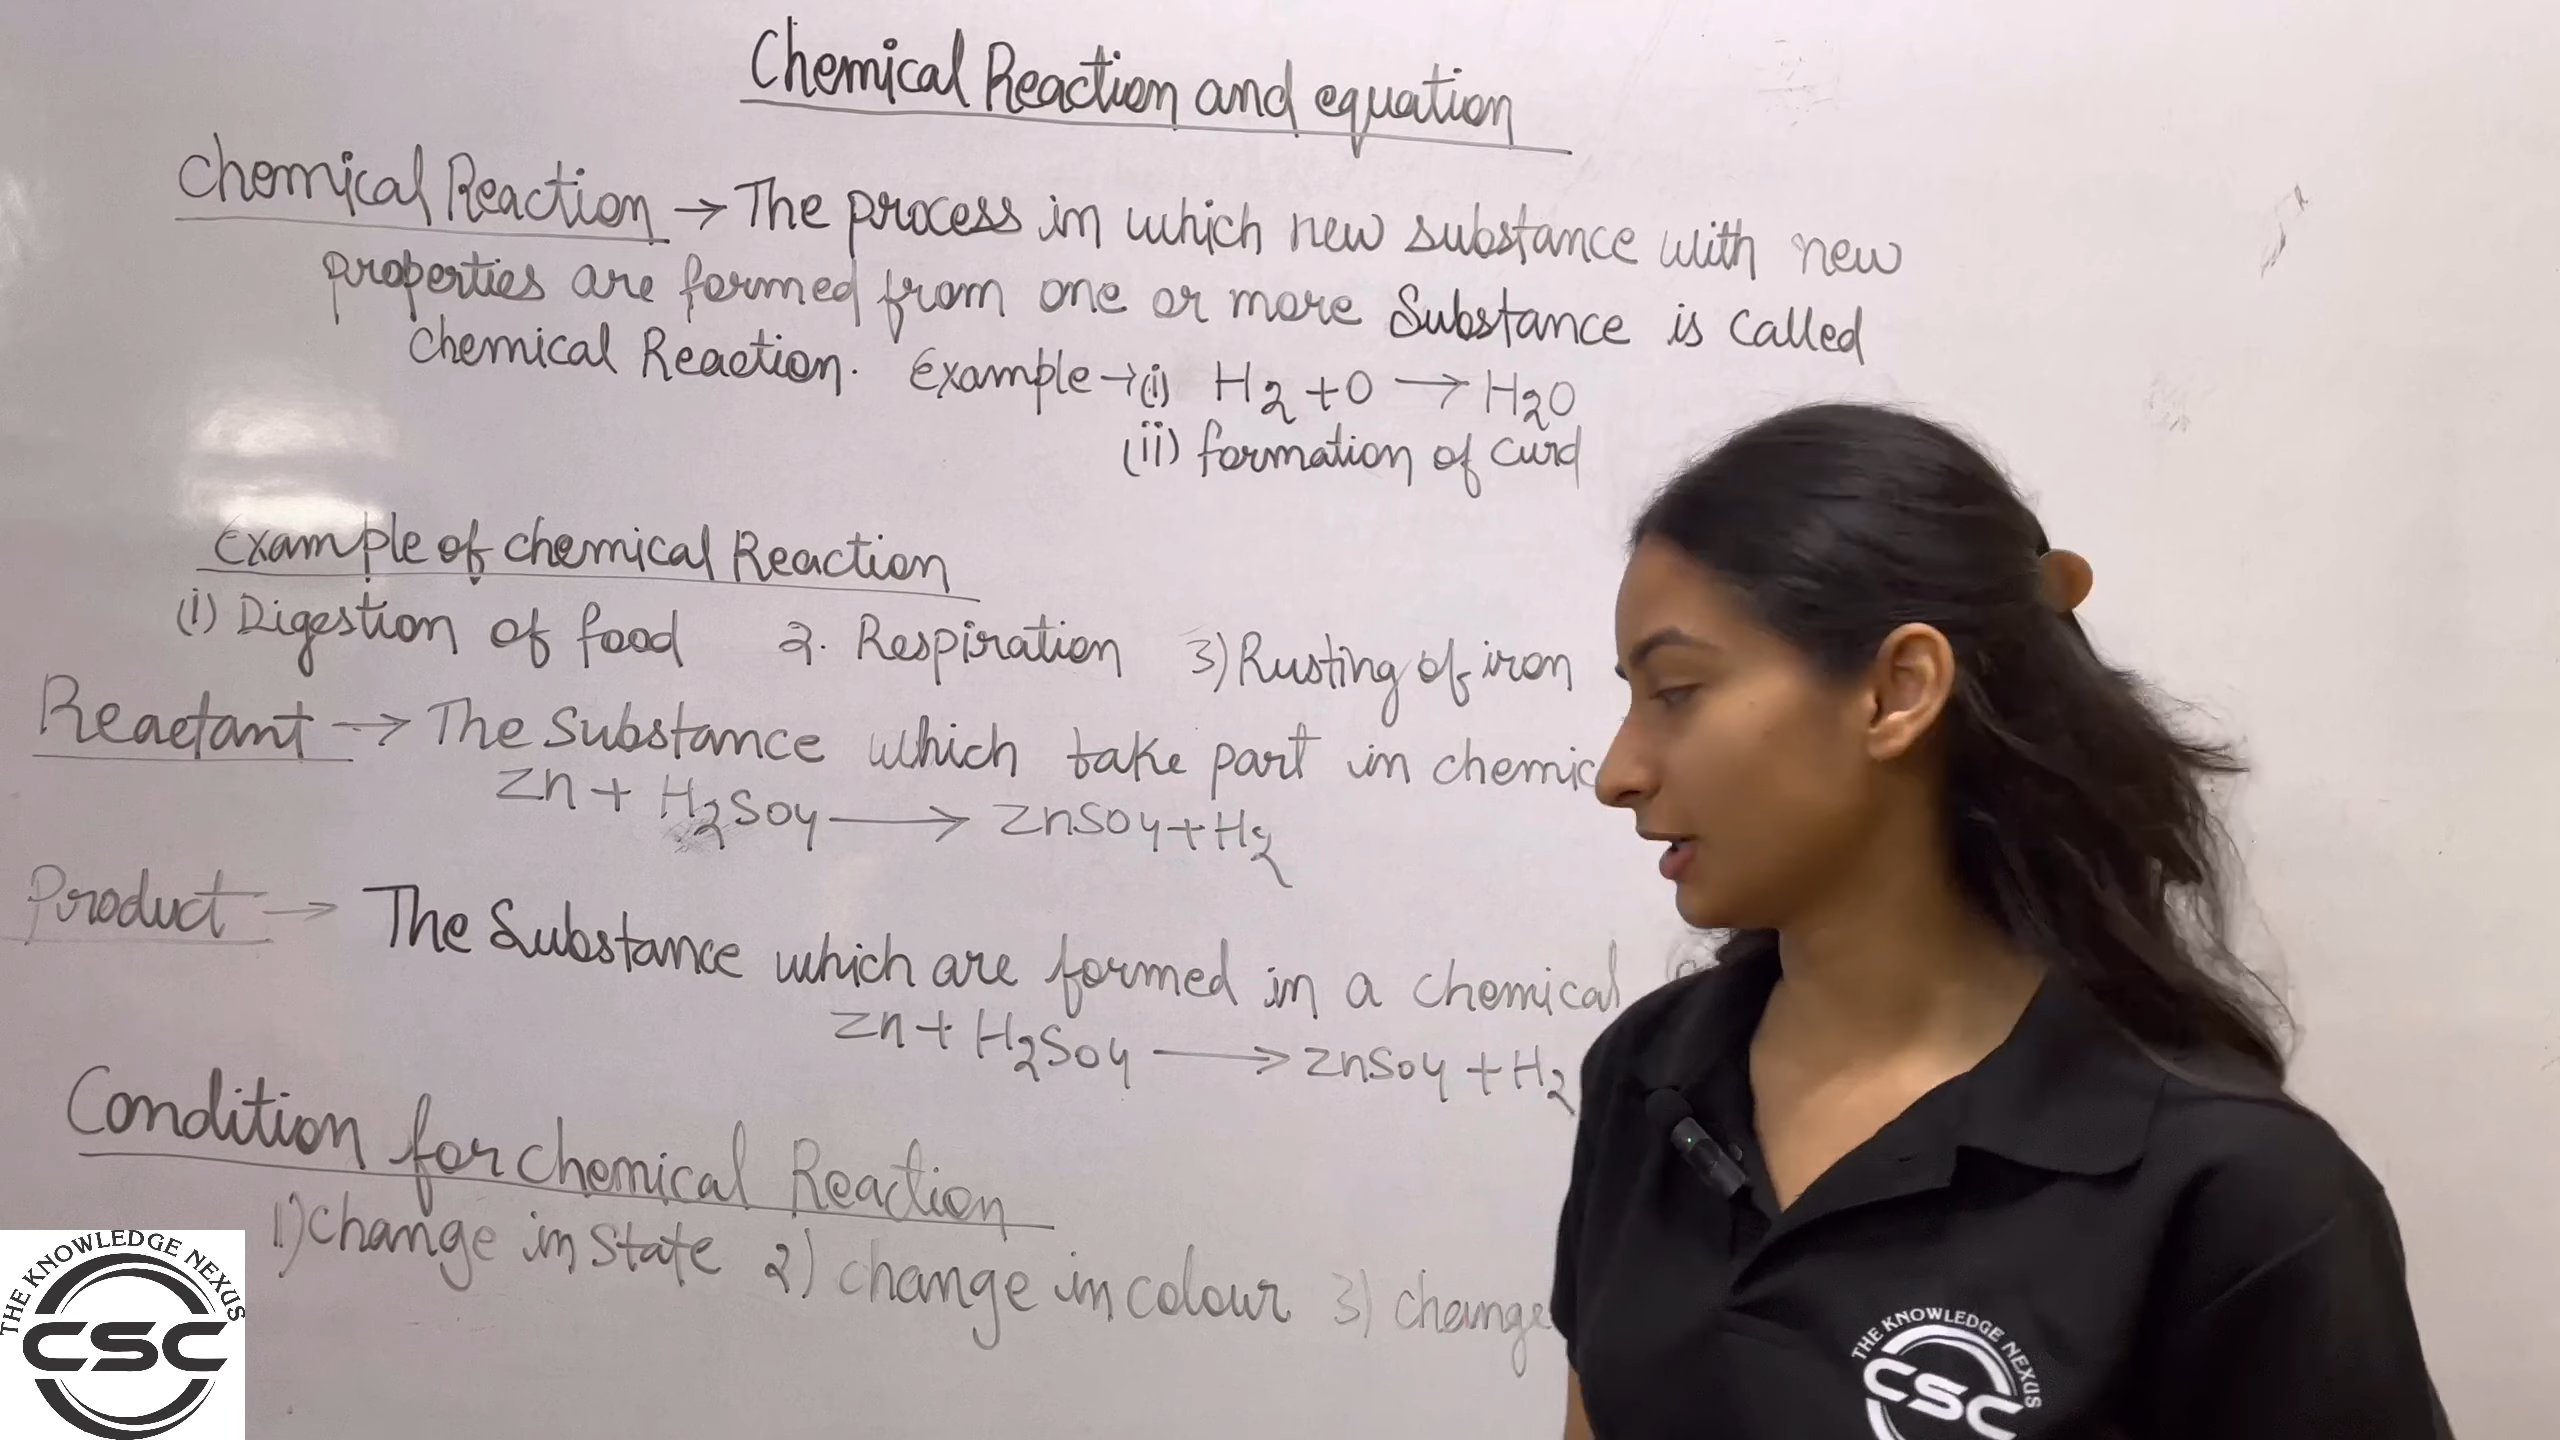 Chemical Reaction and equation
Chemical Reaction → The process in which new substance with new
properties are formed from one or more Substance is called
chemical Reaction. Example → (i) H2 + O → H2O
(ii) formation of curd
Example of chemical Reaction
(i) Digestion of food 2. Respiration 3) Rusting of iron
Reactant → The Substance which take part in chemic
Zn + H2SO4 → ZnSO4 + H2
Product → The Substance which are formed in a chemical
Zn + H2SO4 → ZnSO4 + H2
Condition for chemical Reaction
1) change in State 2) change in colour 3) change
THE KNOWLEDGE NEXUS
CSC
THE KNOWLEDGE NEXUS
CSC